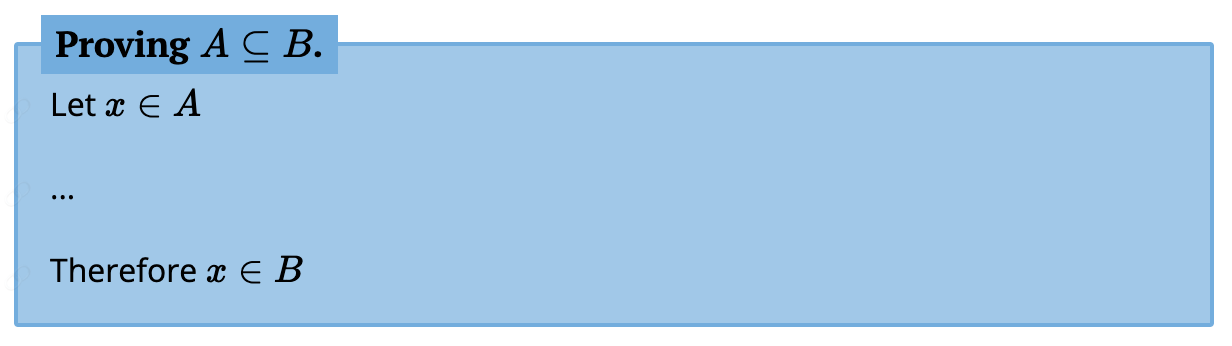 Proving A ⊆ B.
Let x ∈ A
...
Therefore x ∈ B